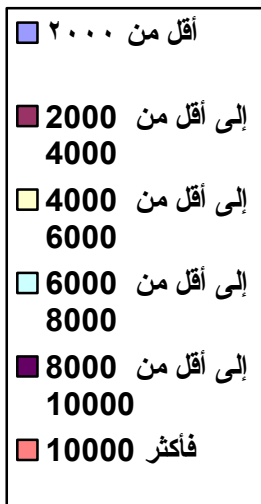 أقل من ٢٠٠٠
2000 إلى أقل من
4000
4000 إلى أقل من
6000
6000 إلى أقل من
8000
8000 إلى أقل من
10000
10000 فأكثر